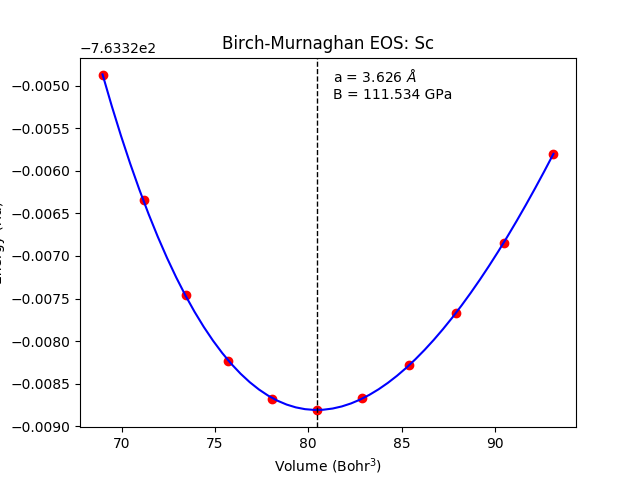 Birch-Murnaghan EOS: Sc
−7.6332e2
a = 3.626 Å
B = 111.534 GPa
−0.0050
−0.0055
−0.0060
−0.0065
−0.0070
−0.0075
−0.0080
−0.0085
−0.0090
70 75 80 85 90
Volume (Bohr³)